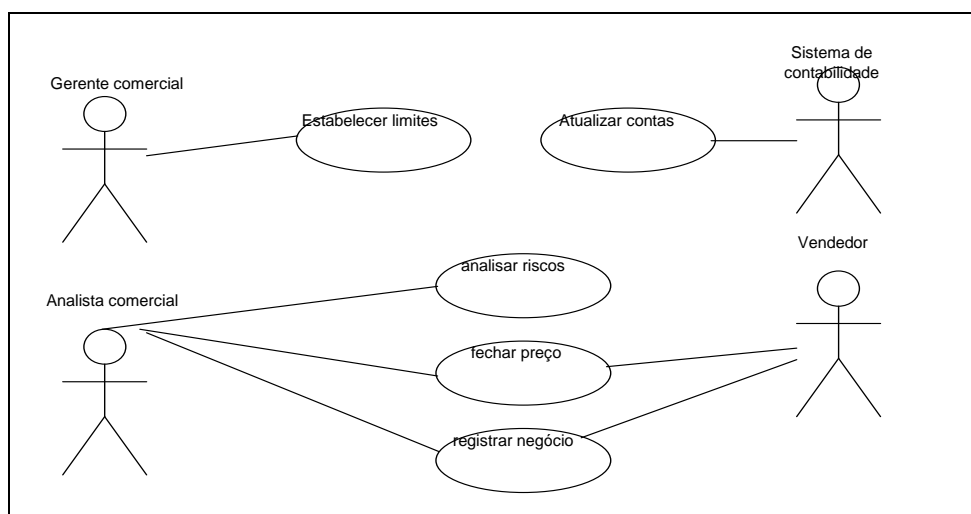 Sistema de
contabilidade
Gerente comercial
Estabelecer limites
Atualizar contas
Vendedor
analisar riscos
Analista comercial
fechar preço
registrar negócio